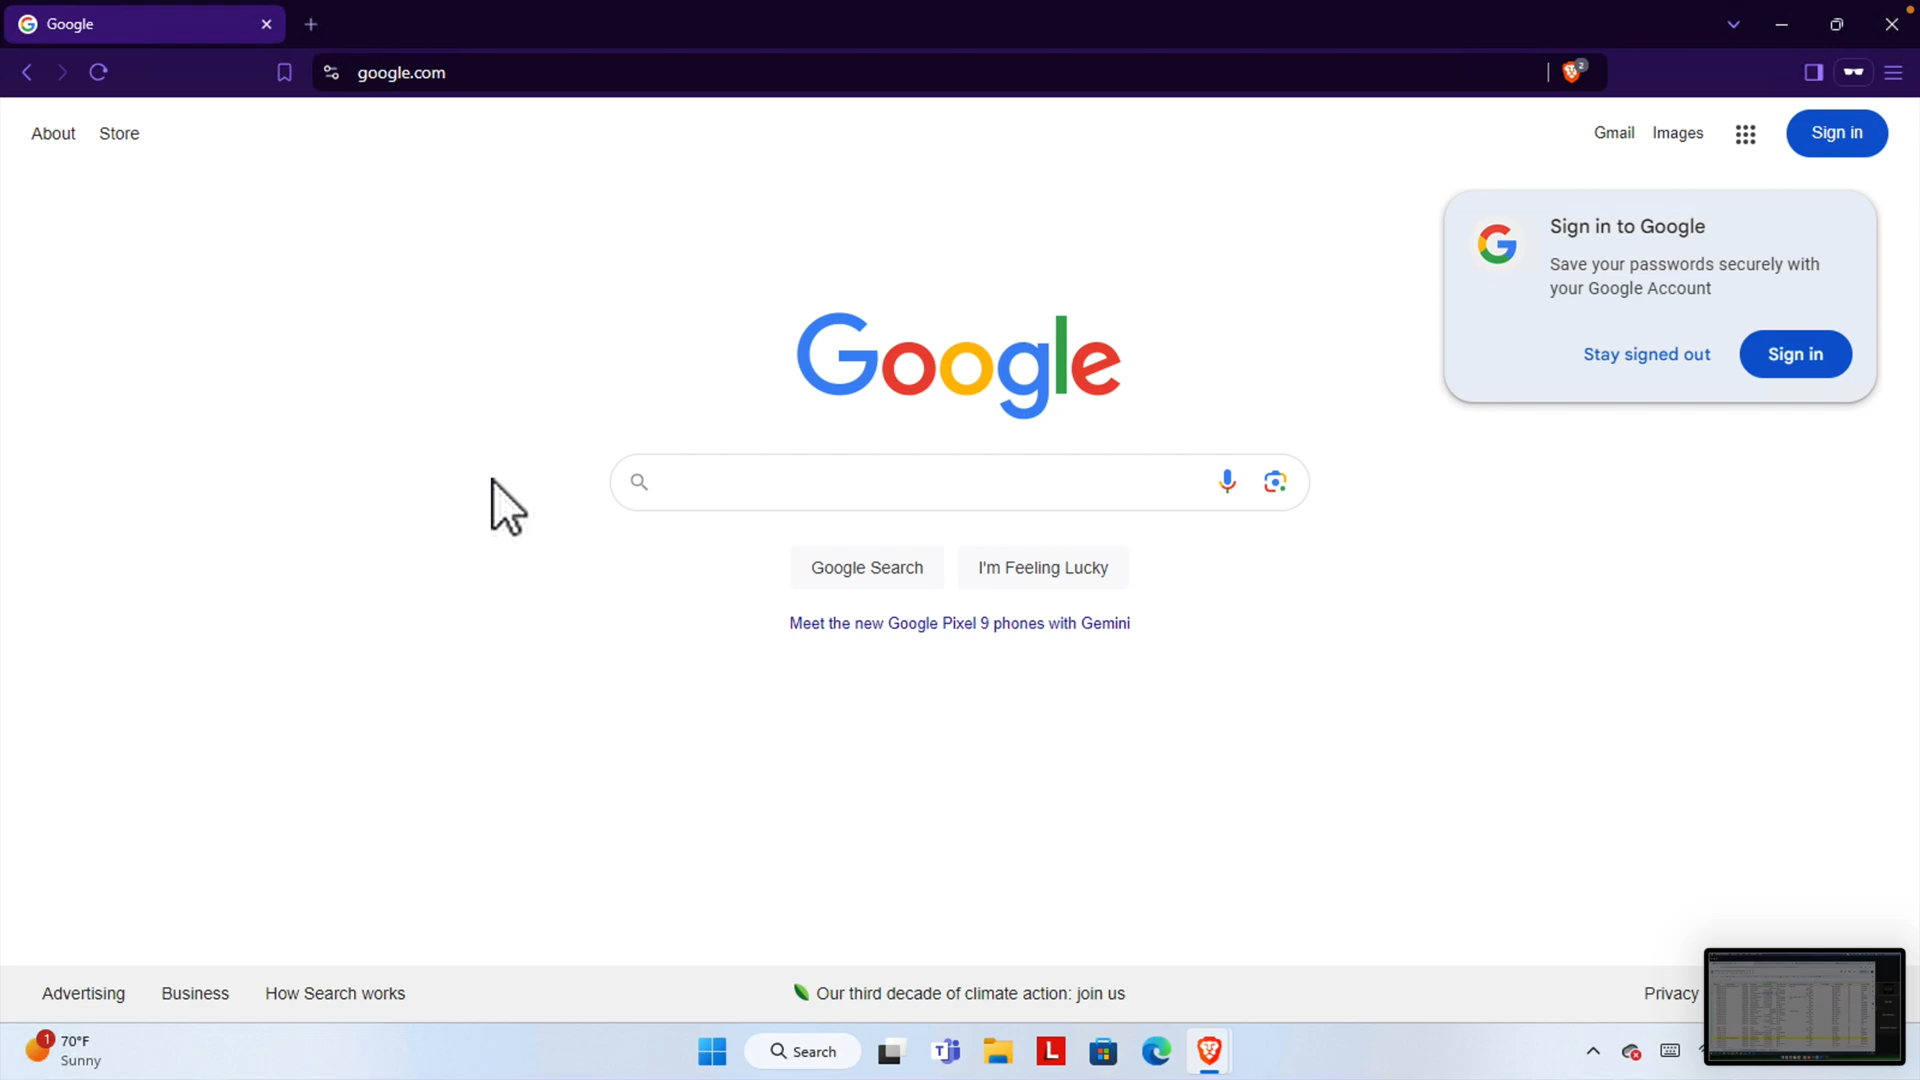 Google
google.com
2
About Store
Gmail Images Sign in
Sign in to Google
Save your passwords securely with
your Google Account
Stay signed out Sign in
Google
Google Search I'm Feeling Lucky
Meet the new Google Pixel 9 phones with Gemini
Advertising Business How Search works
Our third decade of climate action: join us
Privacy
1
70°F
Sunny
Search
L